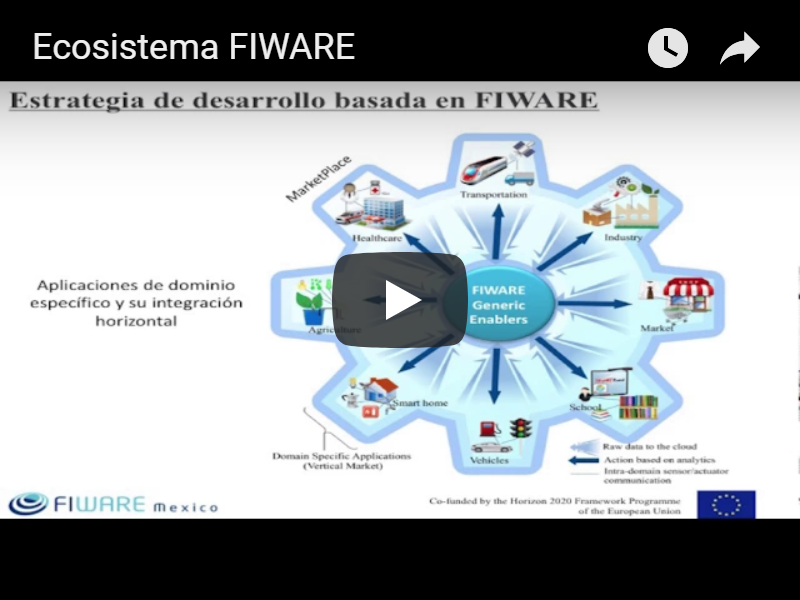 Ecosistema FIWARE
Estrategia de desarrollo basada en FIWARE
MarketPlace
Transportation
Healthcare
Industry
Aplicaciones de dominio
específico y su integración
horizontal
FIWARE
Generic
Enablers
Agriculture
Market
Smart home
School
Vehicles
Domain Specific Applications
(Vertical Market)
Raw data to the cloud
Action based on analytics
Intra-domain sensor/actuator
communication
FIWARE Mexico
Co-funded by the Horizon 2020 Framework Programme
of the European Union